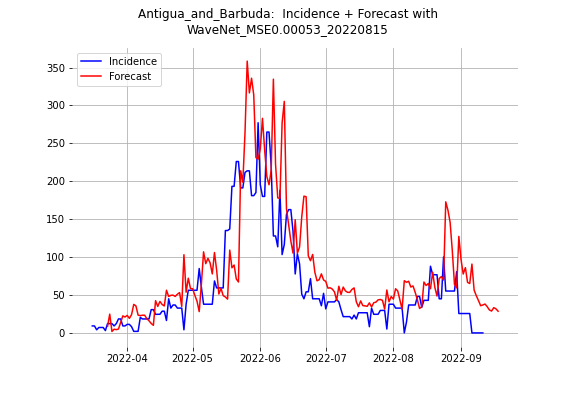 Antigua_and_Barbuda:  Incidence + Forecast with
WaveNet_MSE0.00053_20220815
Incidence
Forecast
350
300
250
200
150
100
50
0
2022-04 2022-05 2022-06 2022-07 2022-08 2022-09